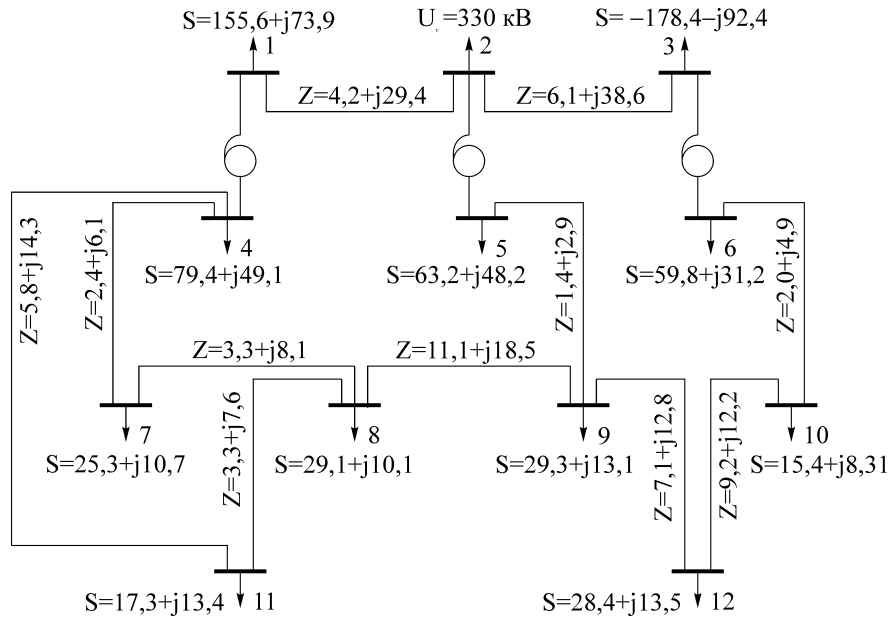 S=155,6+j73,9
U =330 кВ
S= –178,4–j92,4
1
2
3
Z=4,2+j29,4
Z=6,1+j38,6
Z=5,8+j14,3
Z=2,4+j6,1
4
S=79,4+j49,1
5
S=63,2+j48,2
Z=1,4+j2,9
6
S=59,8+j31,2
Z=2,0+j4,9
Z=3,3+j8,1
Z=11,1+j18,5
7
S=25,3+j10,7
Z=3,3+j7,6
8
S=29,1+j10,1
9
S=29,3+j13,1
Z=7,1+j12,8
Z=9,2+j12,2
10
S=15,4+j8,31
S=17,3+j13,4
11
S=28,4+j13,5
12